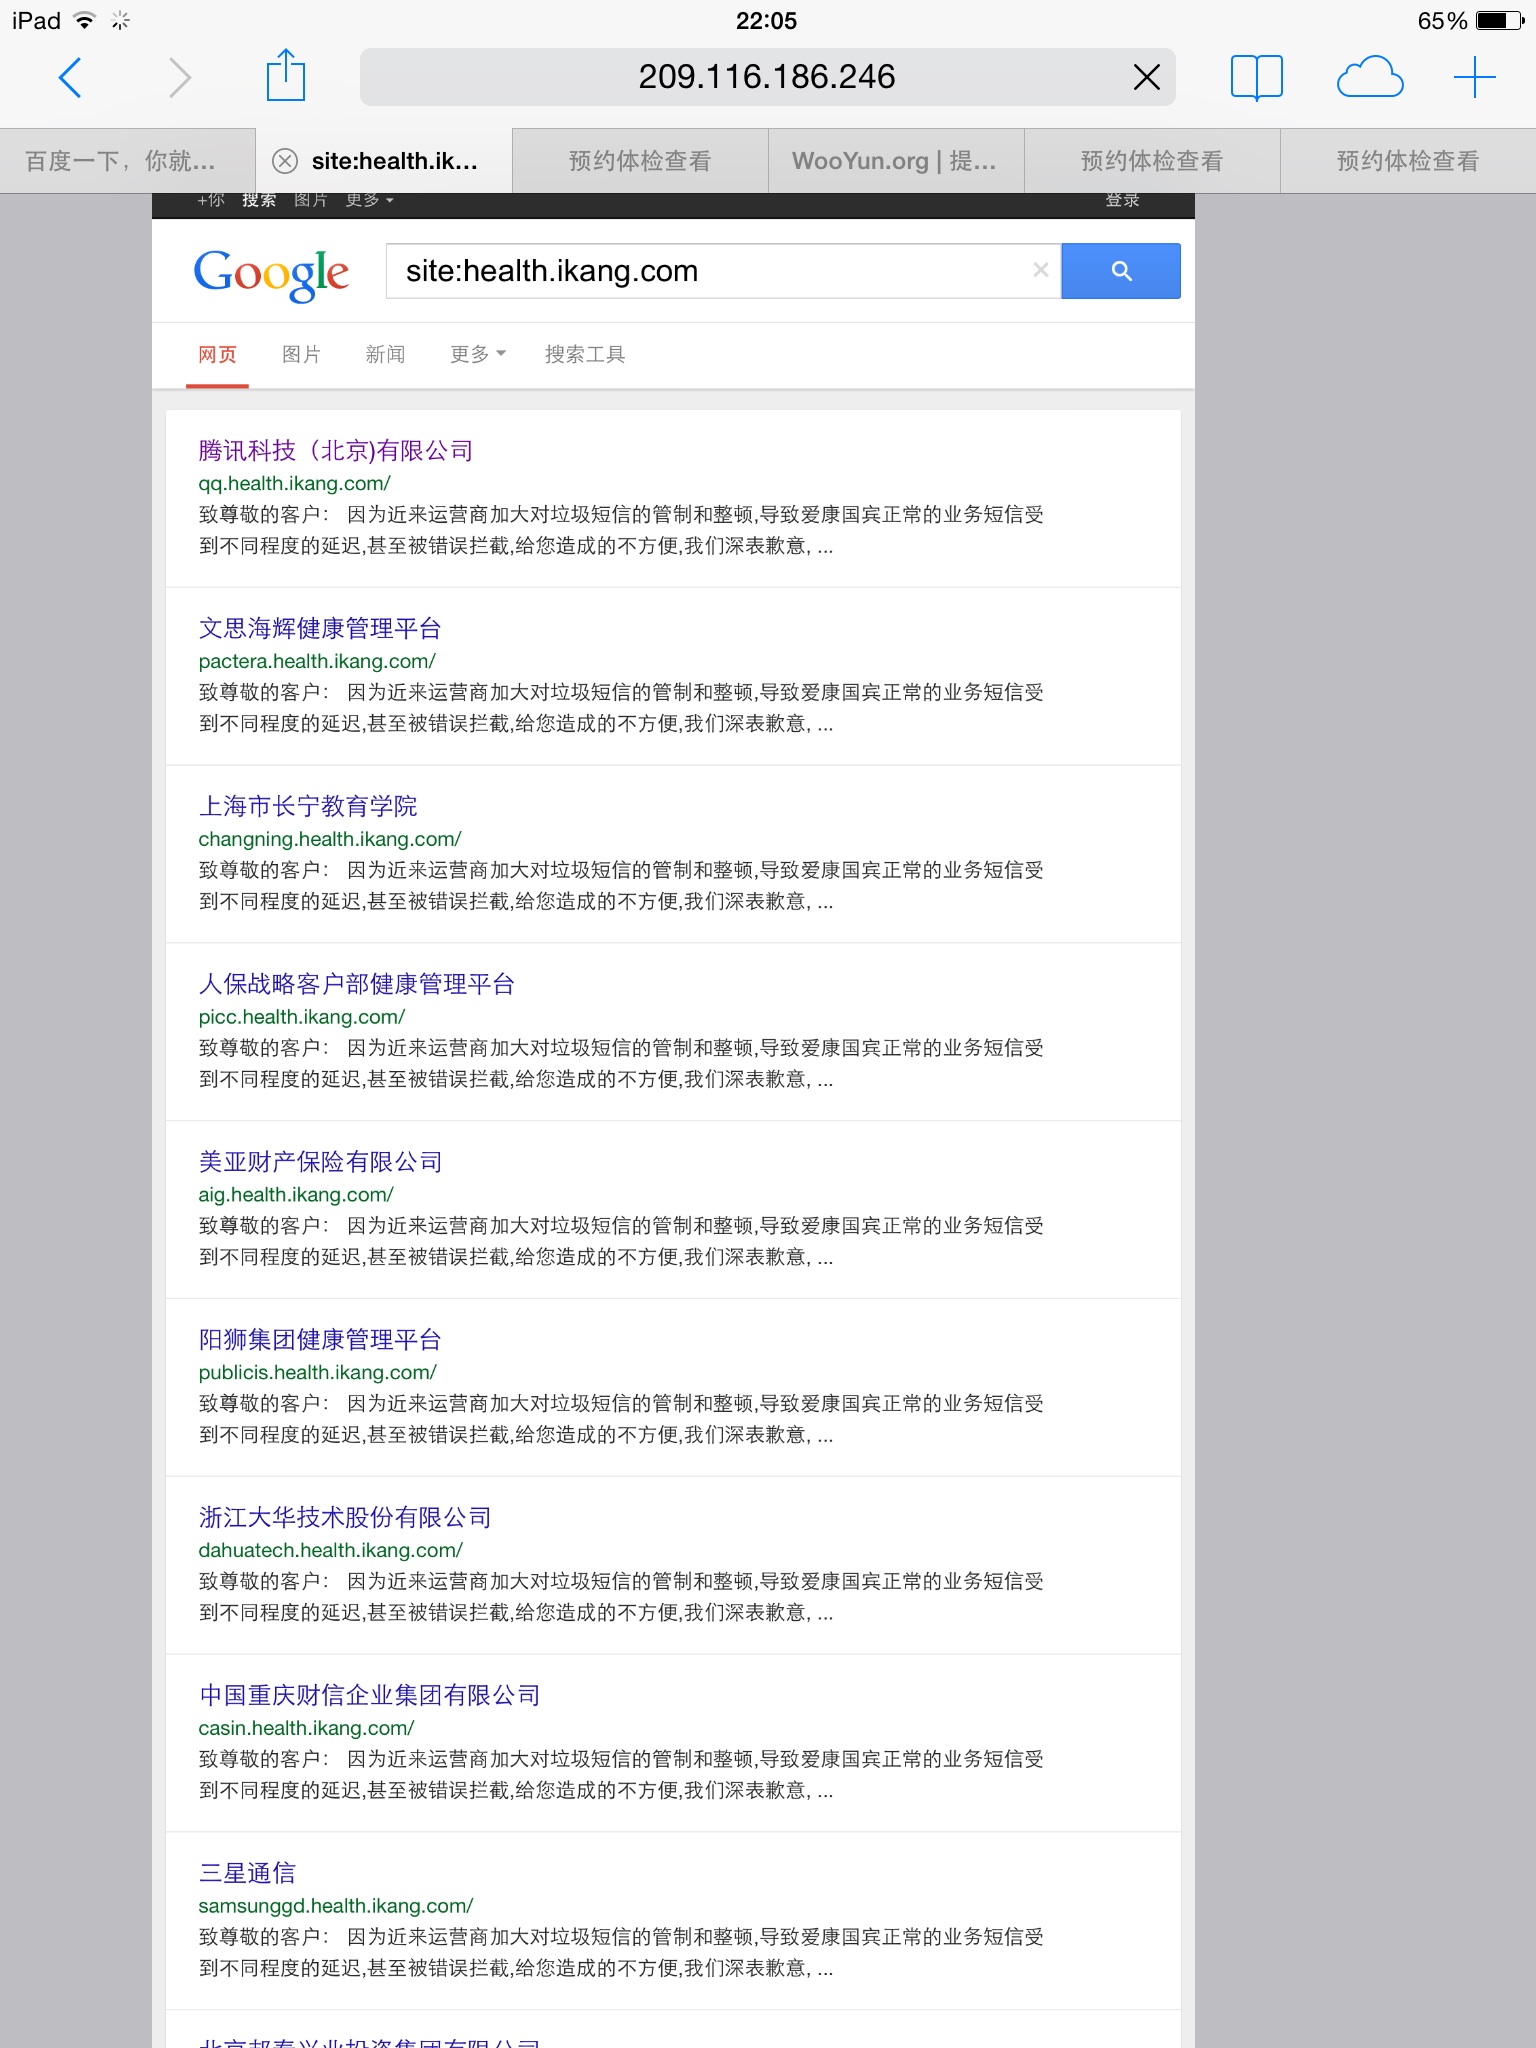 iPad 22:05 65%
209.116.186.246
百度一下，你就... site:health.ik... 预约体检查看 WooYun.org | 提... 预约体检查看 预约体检查看
+你 搜索 图片 更多 登录
Google site:health.ikang.com
网页 图片 新闻 更多 搜索工具
腾讯科技（北京)有限公司
qq.health.ikang.com/
致尊敬的客户： 因为近来运营商加大对垃圾短信的管制和整顿,导致爱康国宾正常的业务短信受
到不同程度的延迟,甚至被错误拦截,给您造成的不方便,我们深表歉意, ...
文思海辉健康管理平台
pactera.health.ikang.com/
致尊敬的客户： 因为近来运营商加大对垃圾短信的管制和整顿,导致爱康国宾正常的业务短信受
到不同程度的延迟,甚至被错误拦截,给您造成的不方便,我们深表歉意, ...
上海市长宁教育学院
changning.health.ikang.com/
致尊敬的客户： 因为近来运营商加大对垃圾短信的管制和整顿,导致爱康国宾正常的业务短信受
到不同程度的延迟,甚至被错误拦截,给您造成的不方便,我们深表歉意, ...
人保战略客户部健康管理平台
picc.health.ikang.com/
致尊敬的客户： 因为近来运营商加大对垃圾短信的管制和整顿,导致爱康国宾正常的业务短信受
到不同程度的延迟,甚至被错误拦截,给您造成的不方便,我们深表歉意, ...
美亚财产保险有限公司
aig.health.ikang.com/
致尊敬的客户： 因为近来运营商加大对垃圾短信的管制和整顿,导致爱康国宾正常的业务短信受
到不同程度的延迟,甚至被错误拦截,给您造成的不方便,我们深表歉意, ...
阳狮集团健康管理平台
publicis.health.ikang.com/
致尊敬的客户： 因为近来运营商加大对垃圾短信的管制和整顿,导致爱康国宾正常的业务短信受
到不同程度的延迟,甚至被错误拦截,给您造成的不方便,我们深表歉意, ...
浙江大华技术股份有限公司
dahuatech.health.ikang.com/
致尊敬的客户： 因为近来运营商加大对垃圾短信的管制和整顿,导致爱康国宾正常的业务短信受
到不同程度的延迟,甚至被错误拦截,给您造成的不方便,我们深表歉意, ...
中国重庆财信企业集团有限公司
casin.health.ikang.com/
致尊敬的客户： 因为近来运营商加大对垃圾短信的管制和整顿,导致爱康国宾正常的业务短信受
到不同程度的延迟,甚至被错误拦截,给您造成的不方便,我们深表歉意, ...
三星通信
samsunggd.health.ikang.com/
致尊敬的客户： 因为近来运营商加大对垃圾短信的管制和整顿,导致爱康国宾正常的业务短信受
到不同程度的延迟,甚至被错误拦截,给您造成的不方便,我们深表歉意, ...